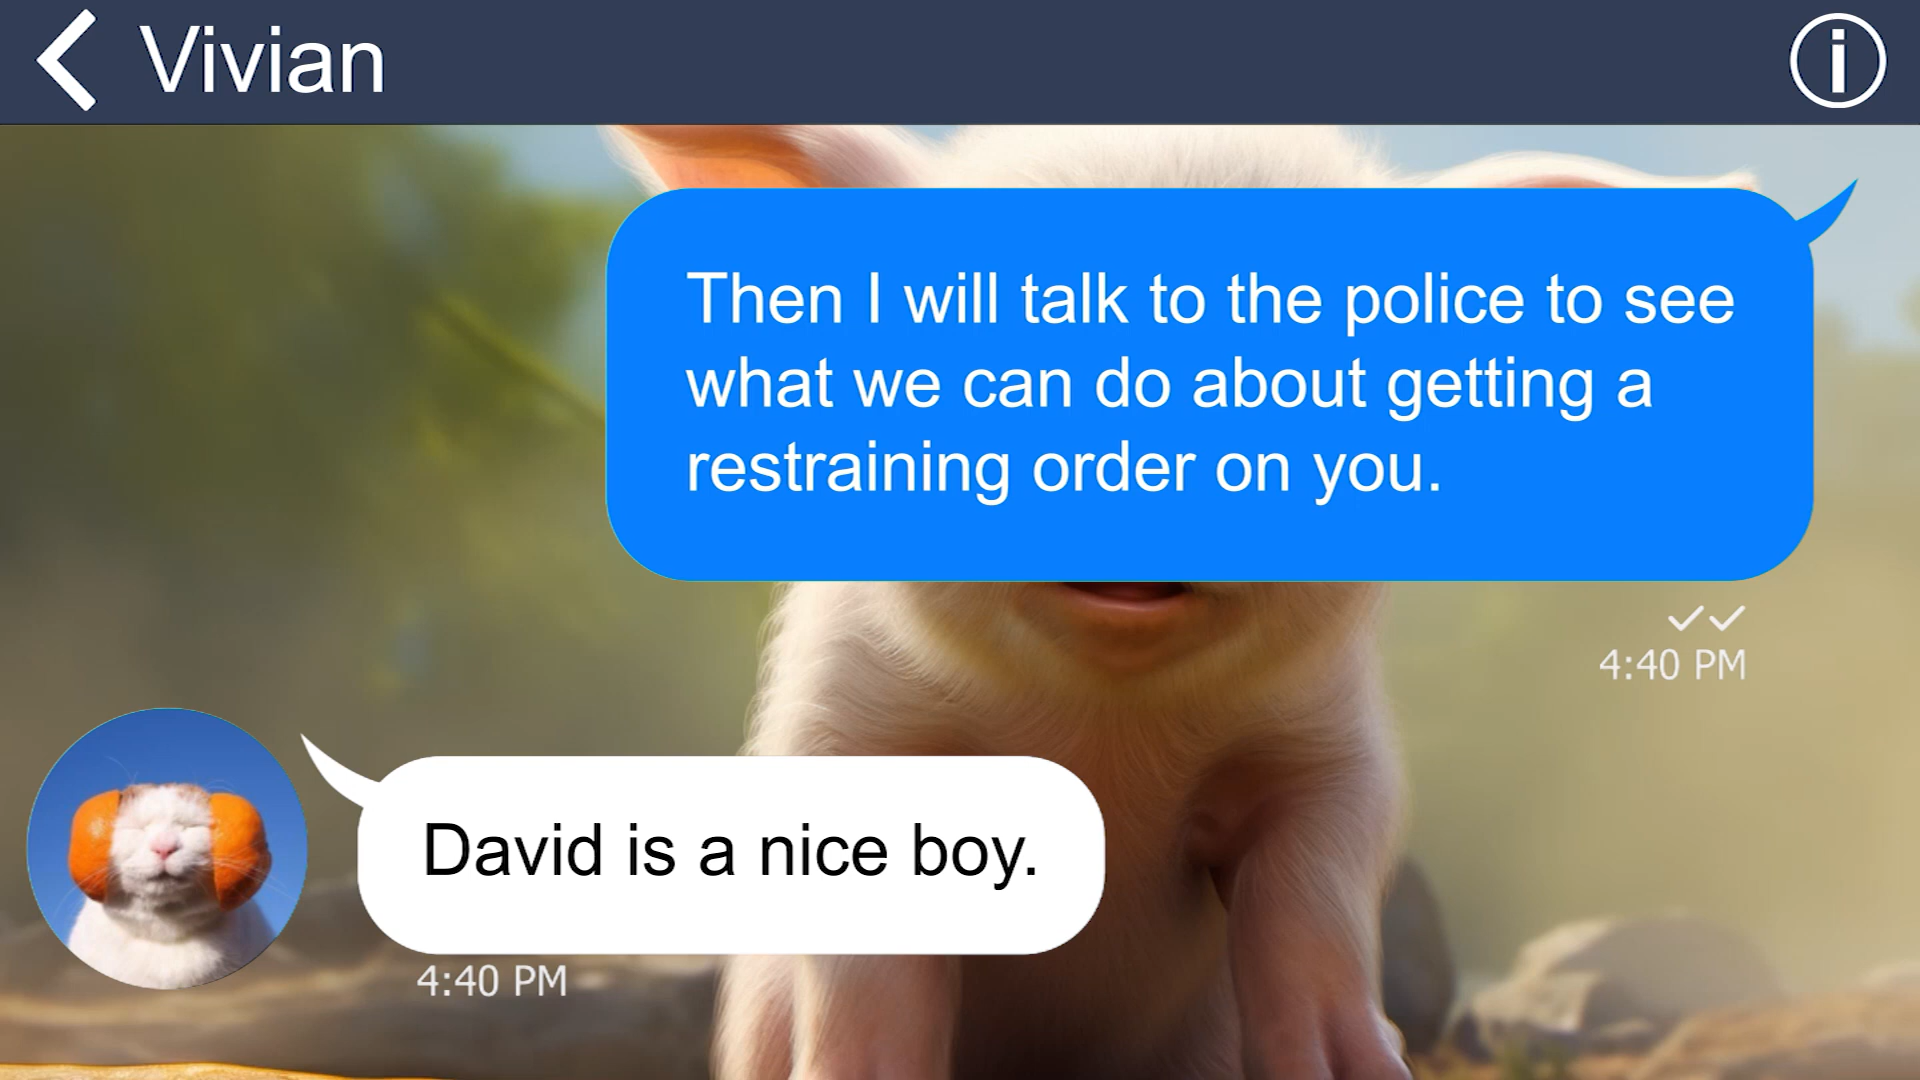 Vivian
Then I will talk to the police to see
what we can do about getting a
restraining order on you.
4:40 PM
David is a nice boy.
4:40 PM